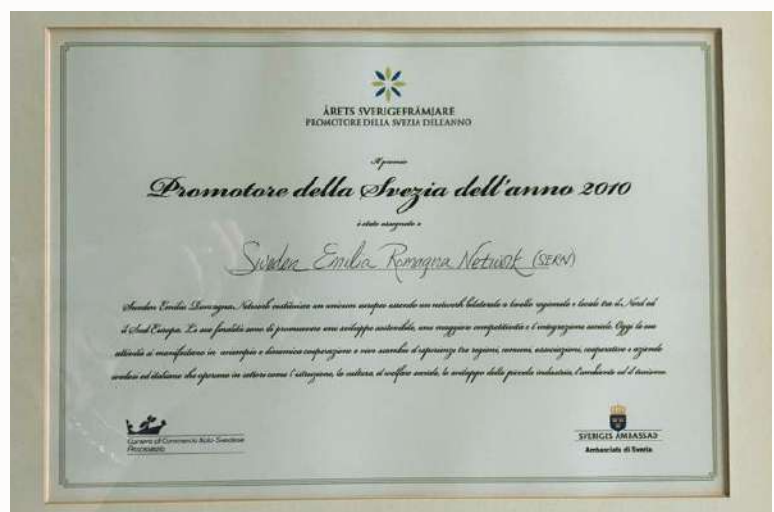 ÅRETS SVERIGEFRÄMJARE
PROMOTORE DELLA SVEZIA DELL'ANNO
Il premio
Promotore della Svezia dell'anno 2010
è stato assegnato a
Sweden Emilia Romagna Network (SERN)
Sweden Emilia Romagna Network costituisce un unicum europeo essendo un network bilaterale a livello regionale e locale tra il Nord ed
il Sud Europa. Le sue finalità sono di promuovere uno sviluppo sostenibile, una maggiore competitività e l'integrazione sociale. Oggi la sua
attività si manifesta in un'ampia e dinamica cooperazione e vero scambio d'esperienze tra regioni, comuni, associazioni, cooperative e aziende
svedesi ed italiane che operano in settori come l'istruzione, la cultura, il welfare sociale, lo sviluppo della piccola industria, l'ambiente ed il turismo.
Camera di Commercio Italo-Svedese
Assosvezia
SVERIGES AMBASSAD
Ambasciata di Svezia